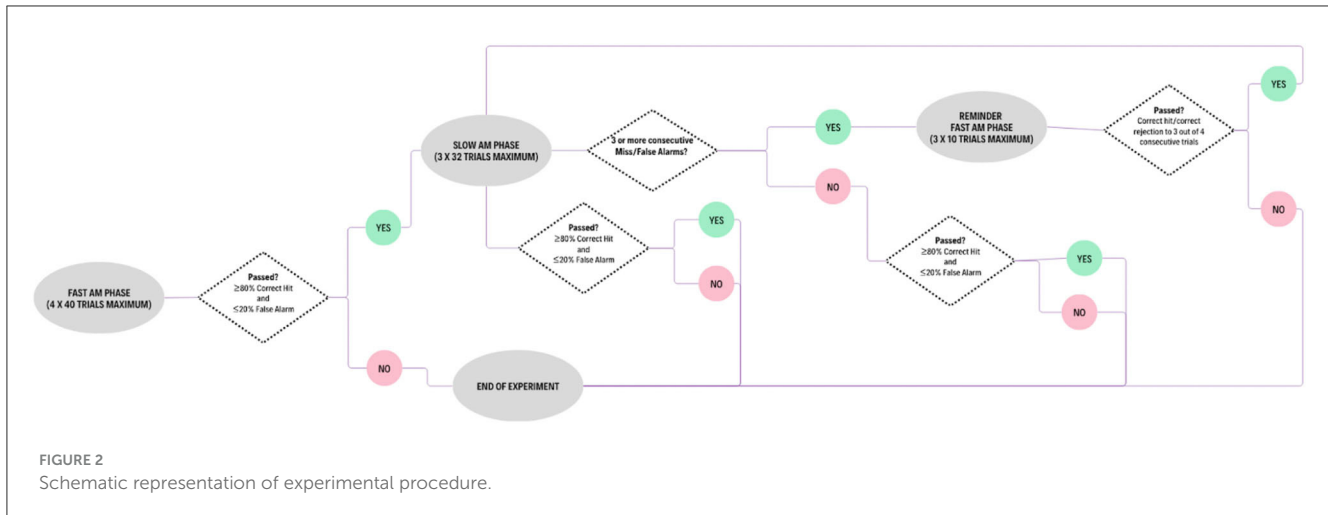 FAST AM PHASE
(4 X 40 TRIALS MAXIMUM)
Passed?
≥80% Correct Hit
and
≤20% False Alarm
YES
NO
SLOW AM PHASE
(3 X 32 TRIALS MAXIMUM)
3 or more consecutive
Miss/False Alarms?
YES
NO
REMINDER
FAST AM PHASE
(3 X 10 TRIALS MAXIMUM)
Passed?
Correct hit/correct
rejection to 3 out of 4
consecutive trials
YES
NO
Passed?
≥80% Correct Hit
and
≤20% False Alarm
YES
NO
Passed?
≥80% Correct Hit
and
≤20% False Alarm
YES
NO
END OF EXPERIMENT
FIGURE 2
Schematic representation of experimental procedure.